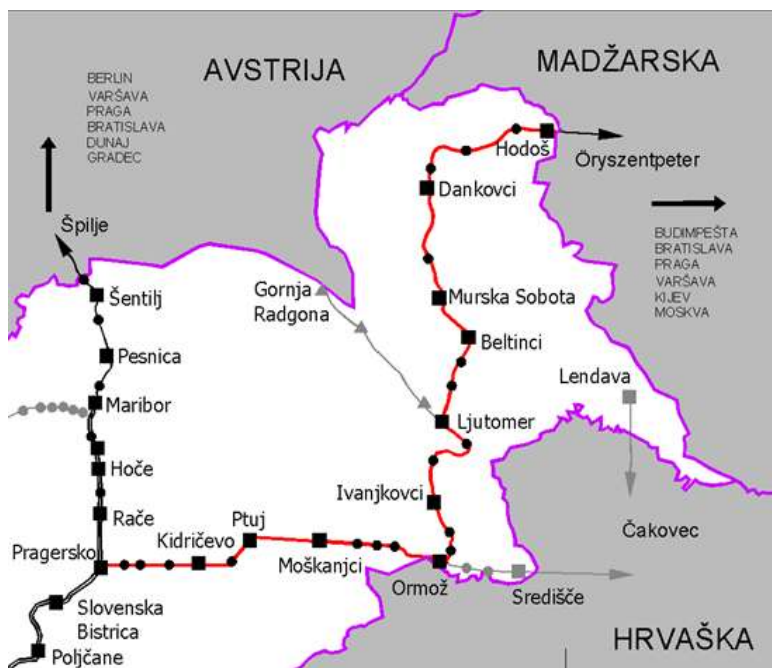 AVSTRIJA
MADŽARSKA
BERLIN
VARŠAVA
PRAGA
BRATISLAVA
DUNAJ
GRADEC
Hodoš
Öryszentpeter
Dankovci
Špilje
BUDIMPEŠTA
BRATISLAVA
PRAGA
VARŠAVA
KIJEV
MOSKVA
Šentilj
Gornja
Radgona
Murska Sobota
Beltinci
Pesnica
Lendava
Maribor
Ljutomer
Hoče
Ivanjkovci
Rače
Ptuj
Čakovec
Kidričevo
Pragersko
Moškanjci
Ormož
Središče
Slovenska
Bistrica
HRVAŠKA
Poljčane